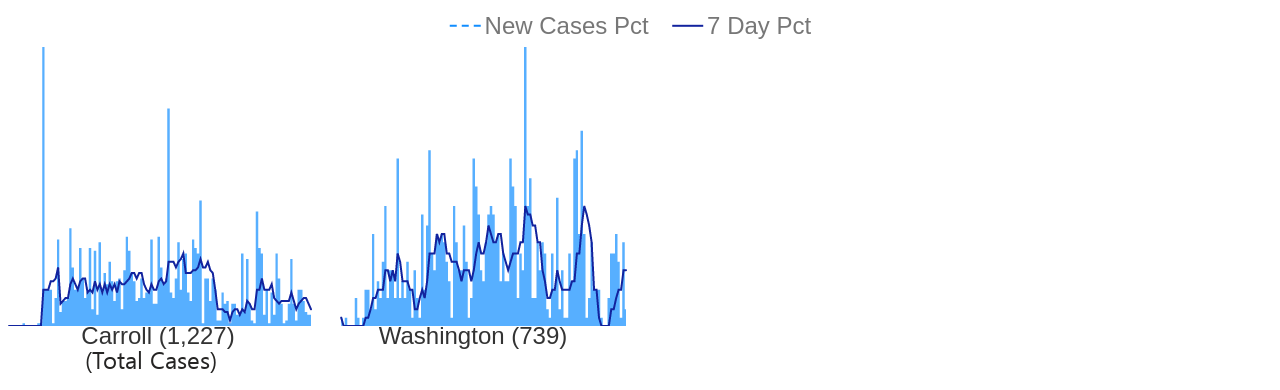 New Cases Pct 7 Day Pct
Carroll (1,227) Washington (739)
(Total Cases)